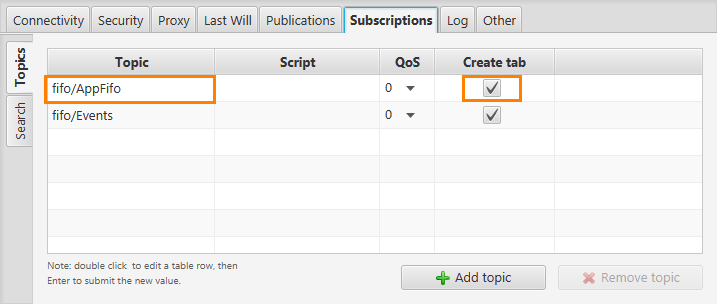 Connectivity Security Proxy Last Will Publications Subscriptions Log Other
Topics
Search
Topic Script QoS Create tab
fifo/AppFifo 0
fifo/Events 0
Note: double click to edit a table row, then
Enter to submit the new value.
Add topic Remove topic